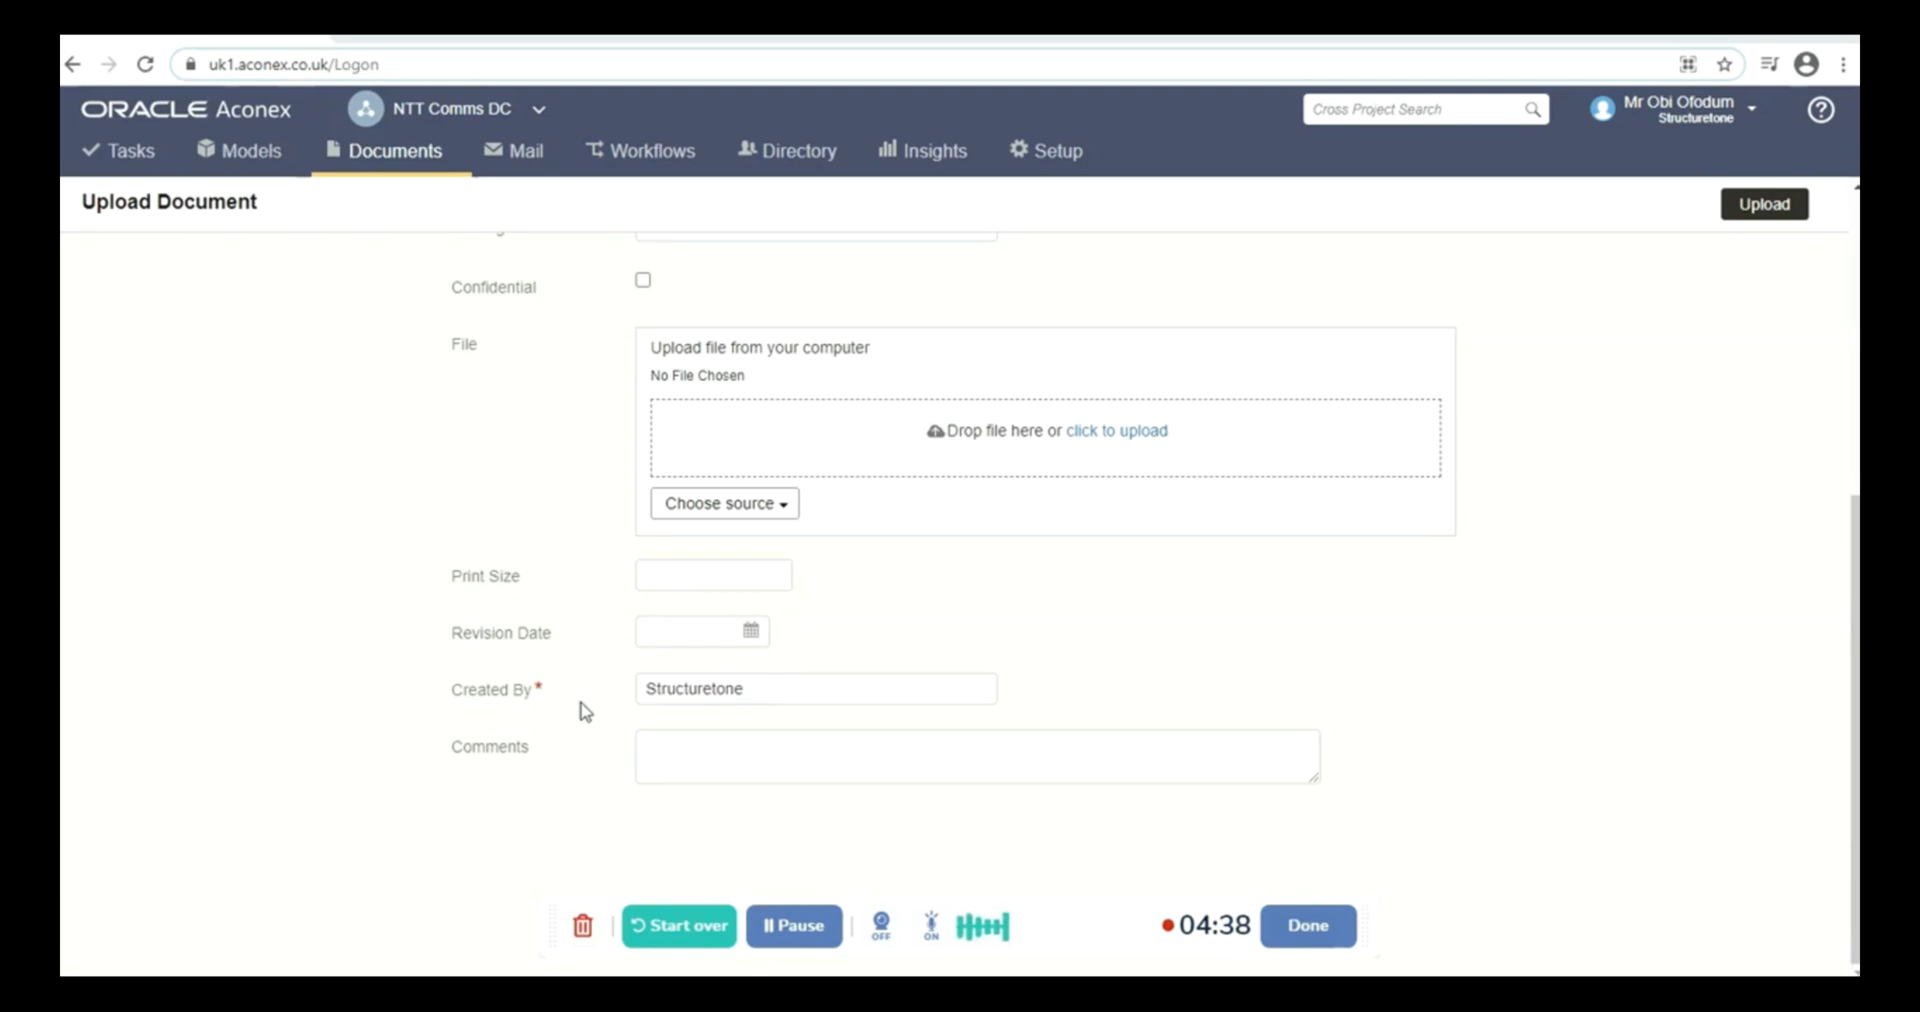 uk1.aconex.co.uk/Logon
ORACLE Aconex
NTT Comms DC
Cross Project Search
Mr Obi Ofodum
Structuretone
Tasks
Models
Documents
Mail
Workflows
Directory
Insights
Setup
Upload Document
Upload
Confidential
File
Upload file from your computer
No File Chosen
Drop file here or click to upload
Choose source
Print Size
Revision Date
Created By*
Structuretone
Comments
Start over
Pause
OFF
ON
04:38
Done